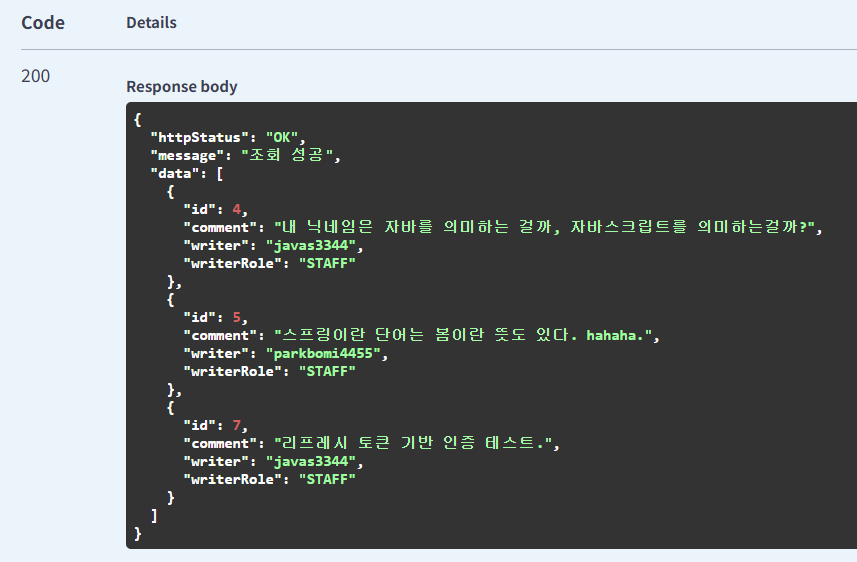 Code Details
200
Response body
{
"httpStatus": "OK",
"message": "조회 성공",
"data": [
{
"id": 4,
"comment": "내 닉네임은 자바를 의미하는 걸까, 자바스크립트를 의미하는걸까?",
"writer": "javas3344",
"writerRole": "STAFF"
},
{
"id": 5,
"comment": "스프링이란 단어는 봄이란 뜻도 있다. hahaha.",
"writer": "parkbomi4455",
"writerRole": "STAFF"
},
{
"id": 7,
"comment": "리프레시 토큰 기반 인증 테스트.",
"writer": "javas3344",
"writerRole": "STAFF"
}
]
}